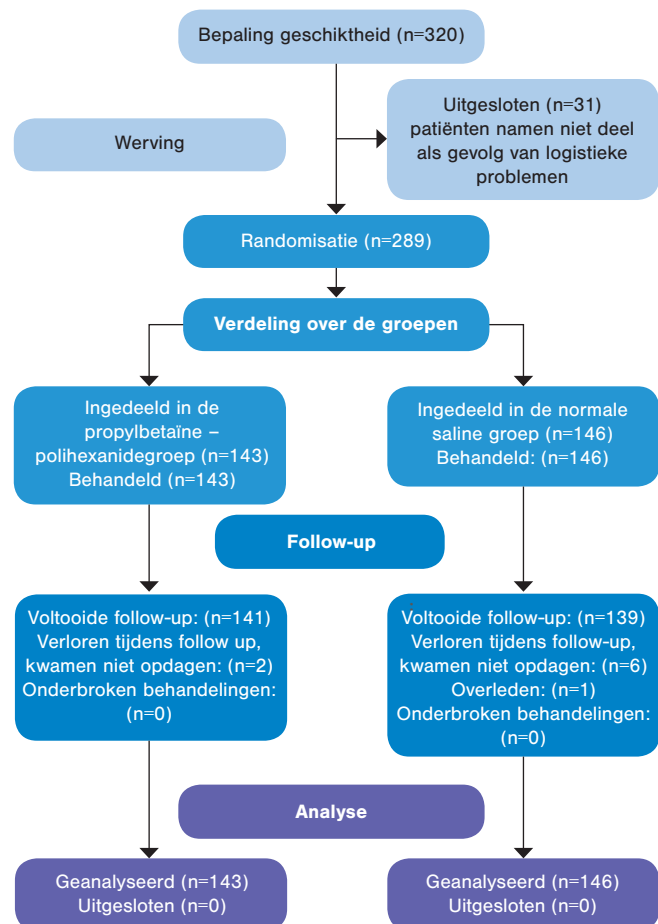 Bepaling geschiktheid (n=320)
Werving
Uitgesloten (n=31)
patiënten namen niet deel
als gevolg van logistieke
problemen
Randomisatie (n=289)
Verdeling over de groepen
Ingedeeld in de
propylbetaïne –
polihexanidegroep (n=143)
Behandeld (n=143)
Ingedeeld in de normale
saline groep (n=146)
Behandeld: (n=146)
Follow-up
Voltooide follow-up: (n=141)
Verloren tijdens follow up,
kwamen niet opdagen: (n=2)
Onderbroken behandelingen:
(n=0)
Voltooide follow-up: (n=139)
Verloren tijdens follow-up,
kwamen niet opdagen: (n=6)
Overleden: (n=1)
Onderbroken behandelingen:
(n=0)
Analyse
Geanalyseerd (n=143)
Uitgesloten (n=0)
Geanalyseerd (n=146)
Uitgesloten (n=0)